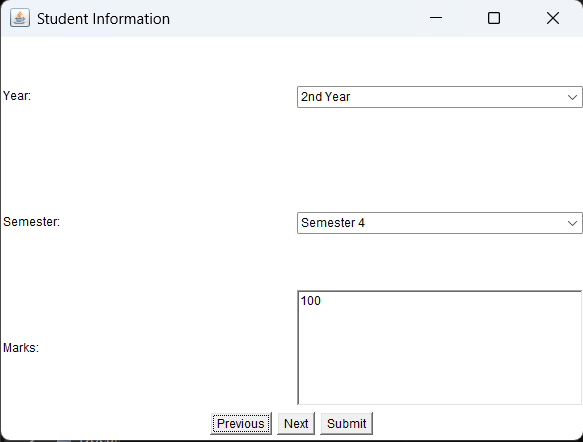 Student Information
Year:
2nd Year
Semester:
Semester 4
100
Marks:
Previous Next Submit